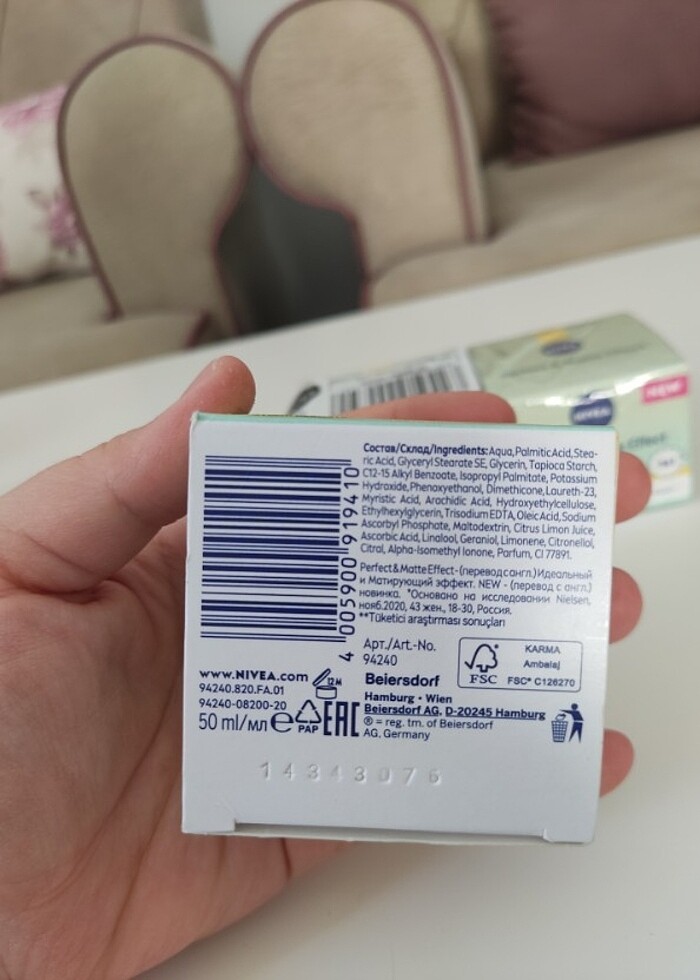 NEW
NIVEA
Effect
Состав/Склад/Ingredients: Aqua, Palmitic Acid, Stea-
ric Acid, Glyceryl Stearate SE, Glycerin, Tapioca Starch,
C12-15 Alkyl Benzoate, Isopropyl Palmitate, Potassium
Hydroxide, Phenoxyethanol, Dimethicone, Laureth-23,
Myristic Acid, Arachidic Acid, Hydroxyethylcellulose,
Ethylhexylglycerin, Trisodium EDTA, Oleic Acid, Sodium
Ascorbyl Phosphate, Maltodextrin, Citrus Limon Juice,
Ascorbic Acid, Linalool, Geraniol, Limonene, Citronellol,
Citral, Alpha-Isomethyl Ionone, Parfum, CI 77891.
Perfect & Matte Effect - (перевод с англ.) Идеальный
и Матирующий эффект. NEW - (перевод с англ.)
новинка. *Основано на исследовании Nielsen,
нояб.2020, 43 жен., 18-30, Россия.
**Tüketici araştırması sonuçları
4 005900 919410
Арт./Art.-No.
94240
Beiersdorf
Hamburg • Wien
Beiersdorf AG, D-20245 Hamburg
® = reg. tm. of Beiersdorf
AG, Germany
FSC
KARMA
Ambalaj
FSC® C126270
www.NIVEA.com
94240.820.FA.01
94240-08200-20
12M
50 ml/мл e
PAP
EAC
14343076